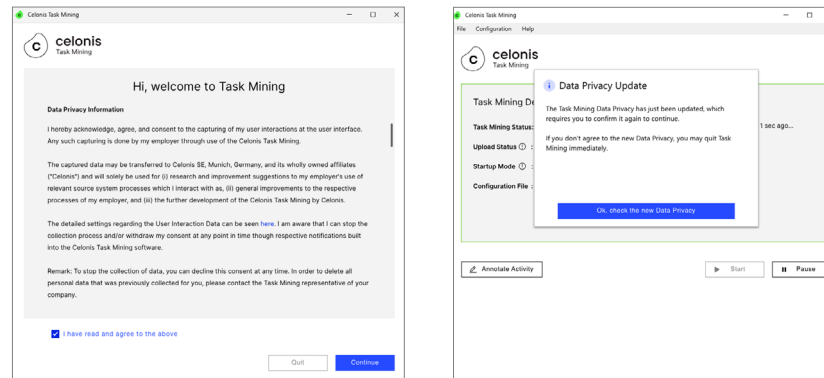 Celonis Task Mining
celonis
Task Mining
Hi, welcome to Task Mining
Data Privacy Information
I hereby acknowledge, agree, and consent to the capturing of my user interactions at the user interface.
Any such capturing is done by my employer through use of the Celonis Task Mining.
The captured data may be transferred to Celonis SE, Munich, Germany, and its wholly owned affiliates
("Celonis") and will solely be used for (i) research and improvement suggestions to my employer's use of
relevant source system processes which I interact with as, (ii) general improvements to the respective
processes of my employer, and (iii) the further development of the Celonis Task Mining by Celonis.
The detailed settings regarding the User Interaction Data can be seen here. I am aware that I can stop the
collection process and/or withdraw my consent at any point in time though respective notifications built
into the Celonis Task Mining software.
Remark: To stop the collection of data, you can decline this consent at any time. In order to delete all
personal data that was previously collected for you, please contact the Task Mining representative of your
company.
I have read and agree to the above
Quit Continue
Celonis Task Mining
File Configuration Help
celonis
Task Mining
Task Mining De
Task Mining Status:
Upload Status :
Startup Mode :
Configuration File :
1 sec ago...
Data Privacy Update
The Task Mining Data Privacy has just been updated, which
requires you to confirm it again to continue.
If you don't agree to the new Data Privacy, you may quit Task
Mining immediately.
Ok, check the new Data Privacy
Annotate Activity Start Pause